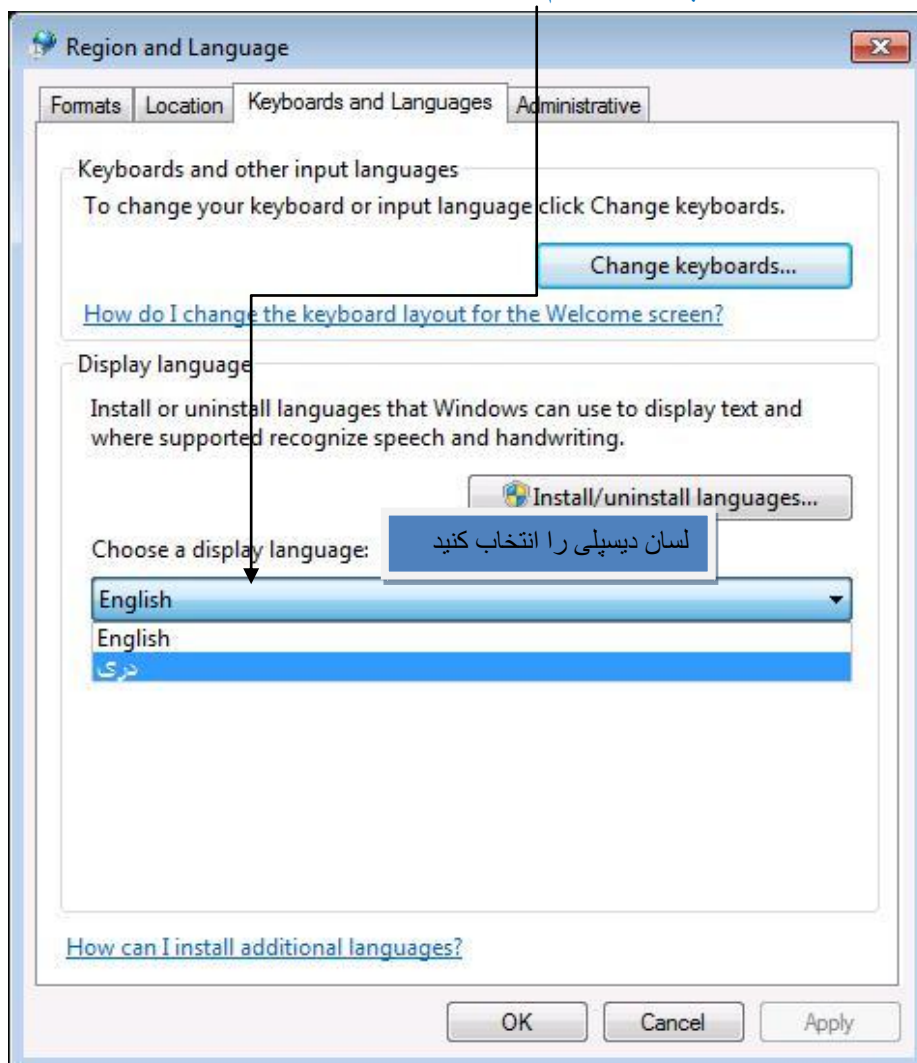 Region and Language
Formats Location Keyboards and Languages Administrative
Keyboards and other input languages
To change your keyboard or input language click Change keyboards.
Change keyboards...
How do I change the keyboard layout for the Welcome screen?
Display language
Install or uninstall languages that Windows can use to display text and
where supported recognize speech and handwriting.
Install/uninstall languages...
لسان دیسپلی را انتخاب کنید
Choose a display language:
English
English
دری
How can I install additional languages?
OK Cancel Apply